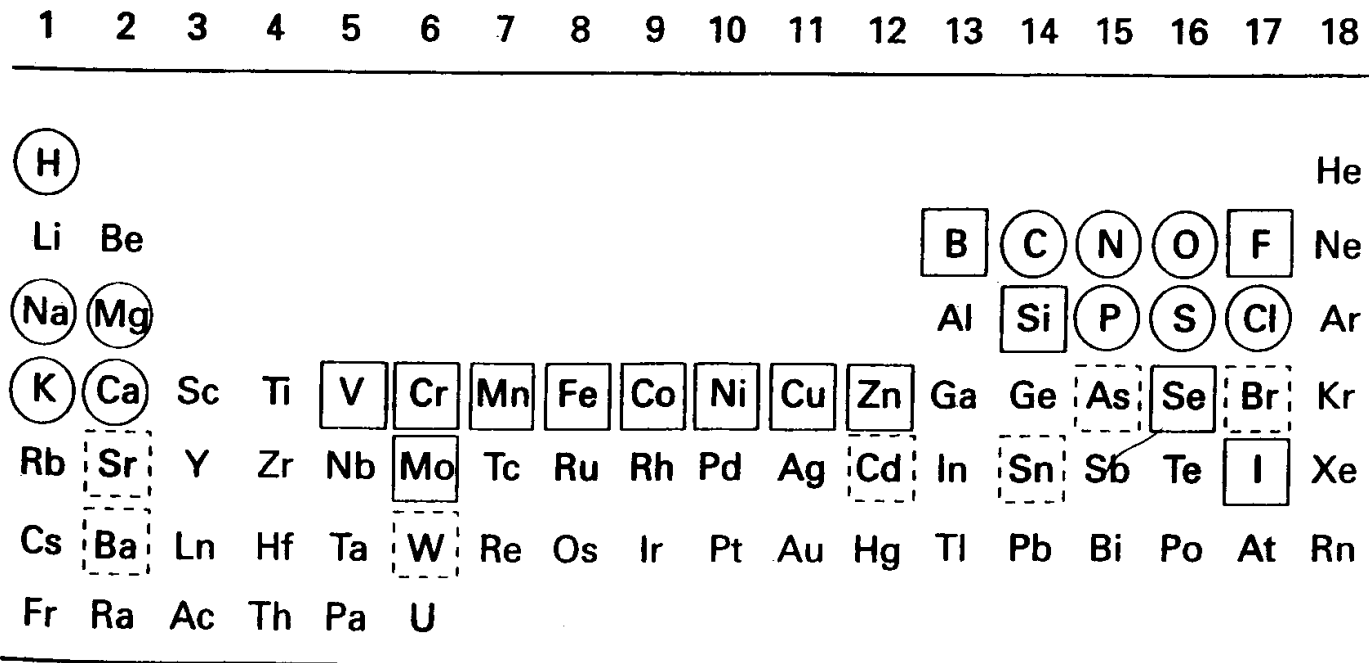 1 2 3 4 5 6 7 8 9 10 11 12 13 14 15 16 17 18
H He
Li Be B C N O F Ne
Na Mg Al Si P S Cl Ar
K Ca Sc Ti V Cr Mn Fe Co Ni Cu Zn Ga Ge As Se Br Kr
Rb Sr Y Zr Nb Mo Tc Ru Rh Pd Ag Cd In Sn Sb Te I Xe
Cs Ba Ln Hf Ta W Re Os Ir Pt Au Hg Tl Pb Bi Po At Rn
Fr Ra Ac Th Pa U